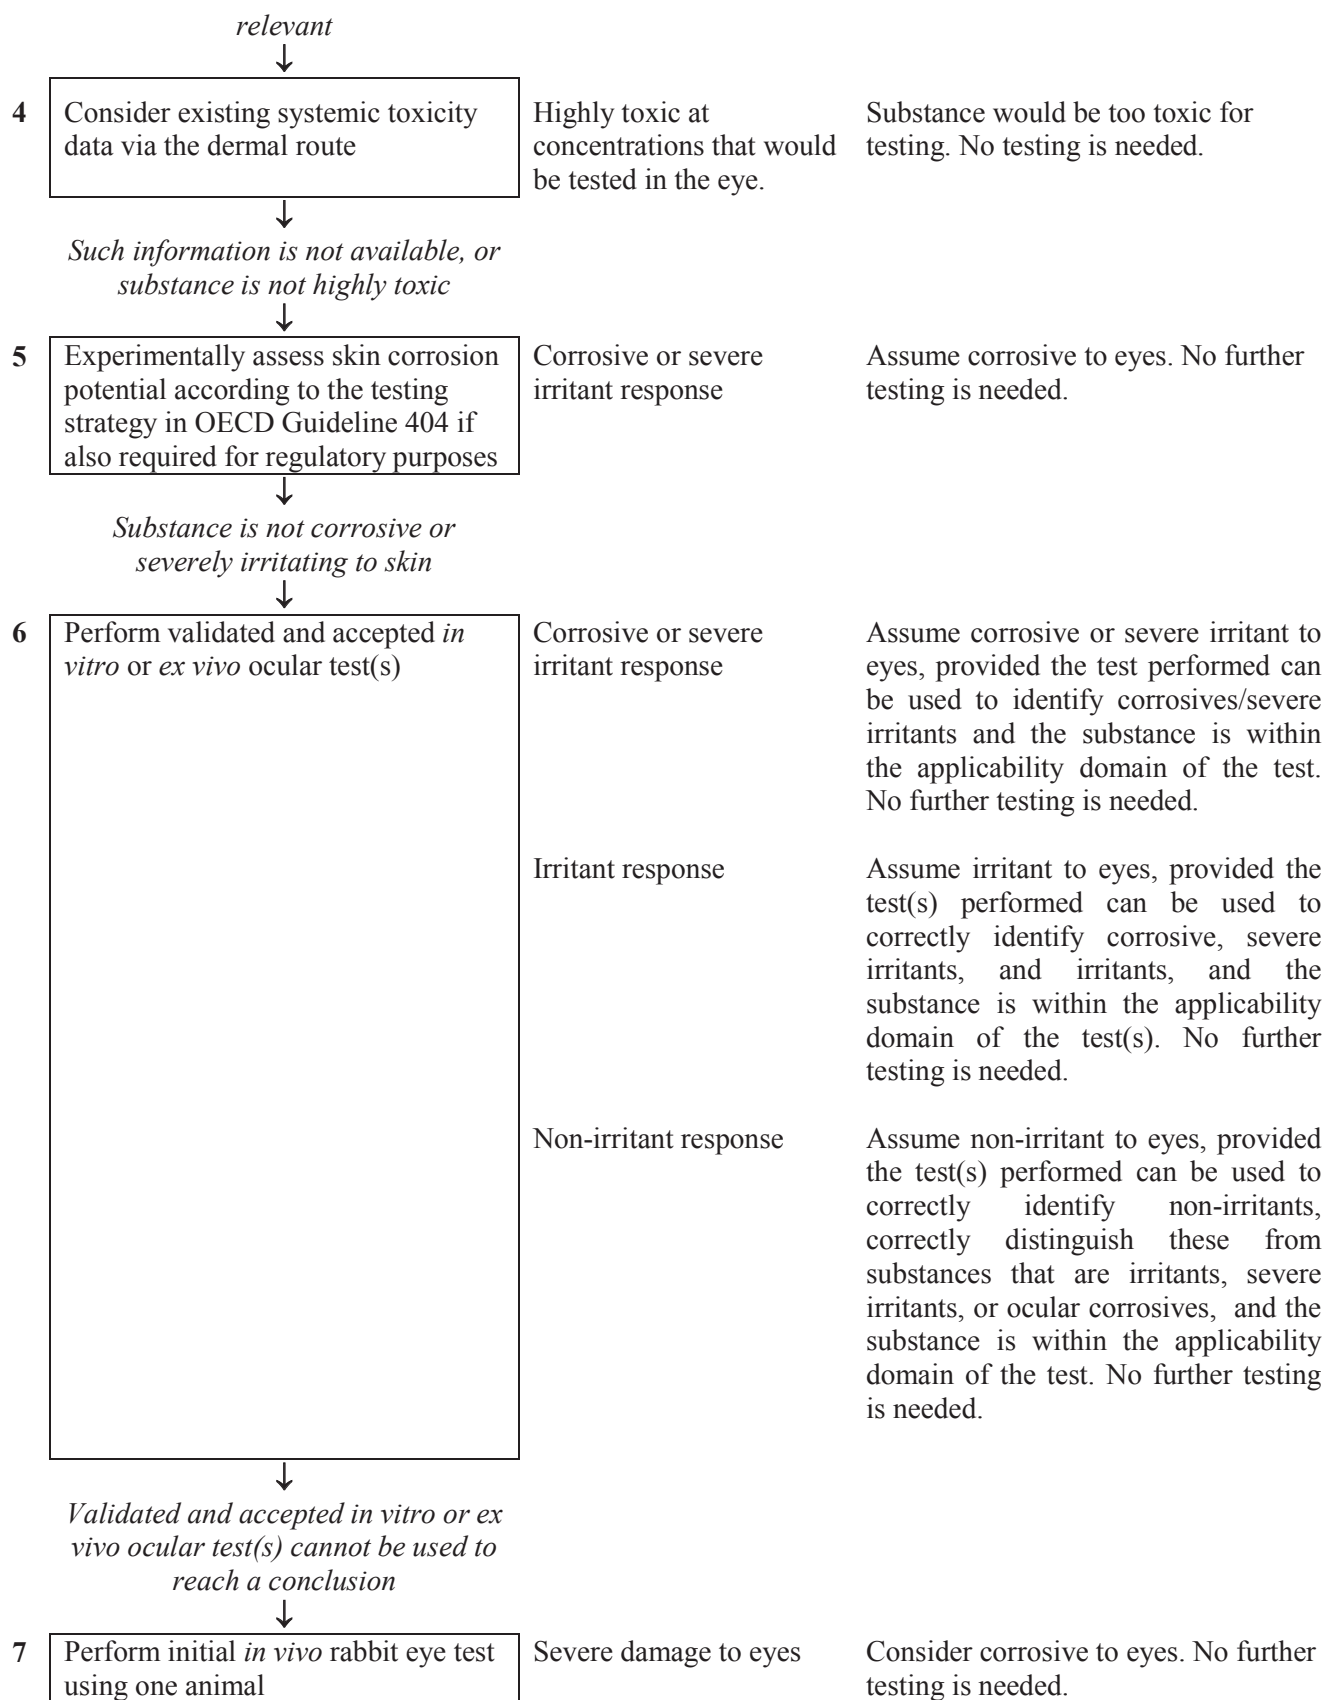 relevant
↓
4
Consider existing systemic toxicity
data via the dermal route
Highly toxic at
concentrations that would
be tested in the eye.
Substance would be too toxic for
testing. No testing is needed.
↓
Such information is not available, or
substance is not highly toxic
↓
5
Experimentally assess skin corrosion
potential according to the testing
strategy in OECD Guideline 404 if
also required for regulatory purposes
Corrosive or severe
irritant response
Assume corrosive to eyes. No further
testing is needed.
↓
Substance is not corrosive or
severely irritating to skin
↓
6
Perform validated and accepted in
vitro or ex vivo ocular test(s)
Corrosive or severe
irritant response
Assume corrosive or severe irritant to
eyes, provided the test performed can
be used to identify corrosives/severe
irritants and the substance is within
the applicability domain of the test.
No further testing is needed.
Irritant response
Assume irritant to eyes, provided the
test(s) performed can be used to
correctly identify corrosive, severe
irritants, and irritants, and the
substance is within the applicability
domain of the test(s). No further
testing is needed.
Non-irritant response
Assume non-irritant to eyes, provided
the test(s) performed can be used to
correctly identify non-irritants,
correctly distinguish these from
substances that are irritants, severe
irritants, or ocular corrosives, and the
substance is within the applicability
domain of the test. No further testing
is needed.
↓
Validated and accepted in vitro or ex
vivo ocular test(s) cannot be used to
reach a conclusion
↓
7
Perform initial in vivo rabbit eye test
using one animal
Severe damage to eyes
Consider corrosive to eyes. No further
testing is needed.